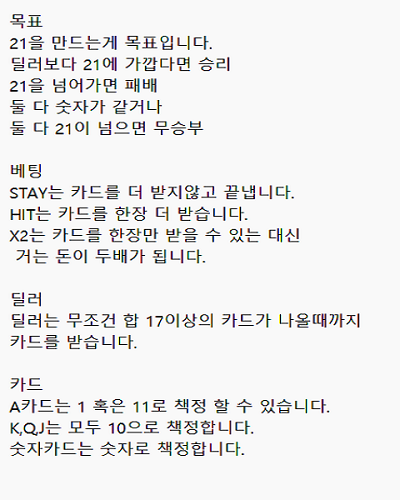 목표
21을 만드는게 목표입니다.
딜러보다 21에 가깝다면 승리
21을 넘어가면 패배
둘 다 숫자가 같거나
둘 다 21이 넘으면 무승부
베팅
STAY는 카드를 더 받지않고 끝냅니다.
HIT는 카드를 한장 더 받습니다.
X2는 카드를 한장만 받을 수 있는 대신
거는 돈이 두배가 됩니다.
딜러
딜러는 무조건 합 17이상의 카드가 나올때까지
카드를 받습니다.
카드
A카드는 1 혹은 11로 책정 할 수 있습니다.
K,Q,J는 모두 10으로 책정합니다.
숫자카드는 숫자로 책정합니다.